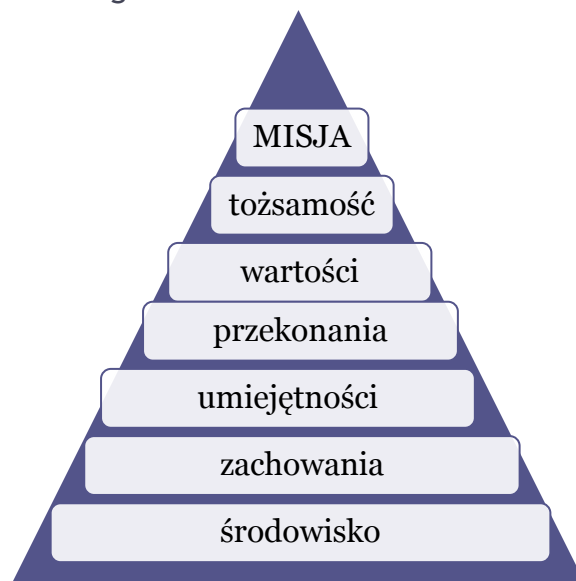 MISJA
tożsamość
wartości
przekonania
umiejętności
zachowania
środowisko